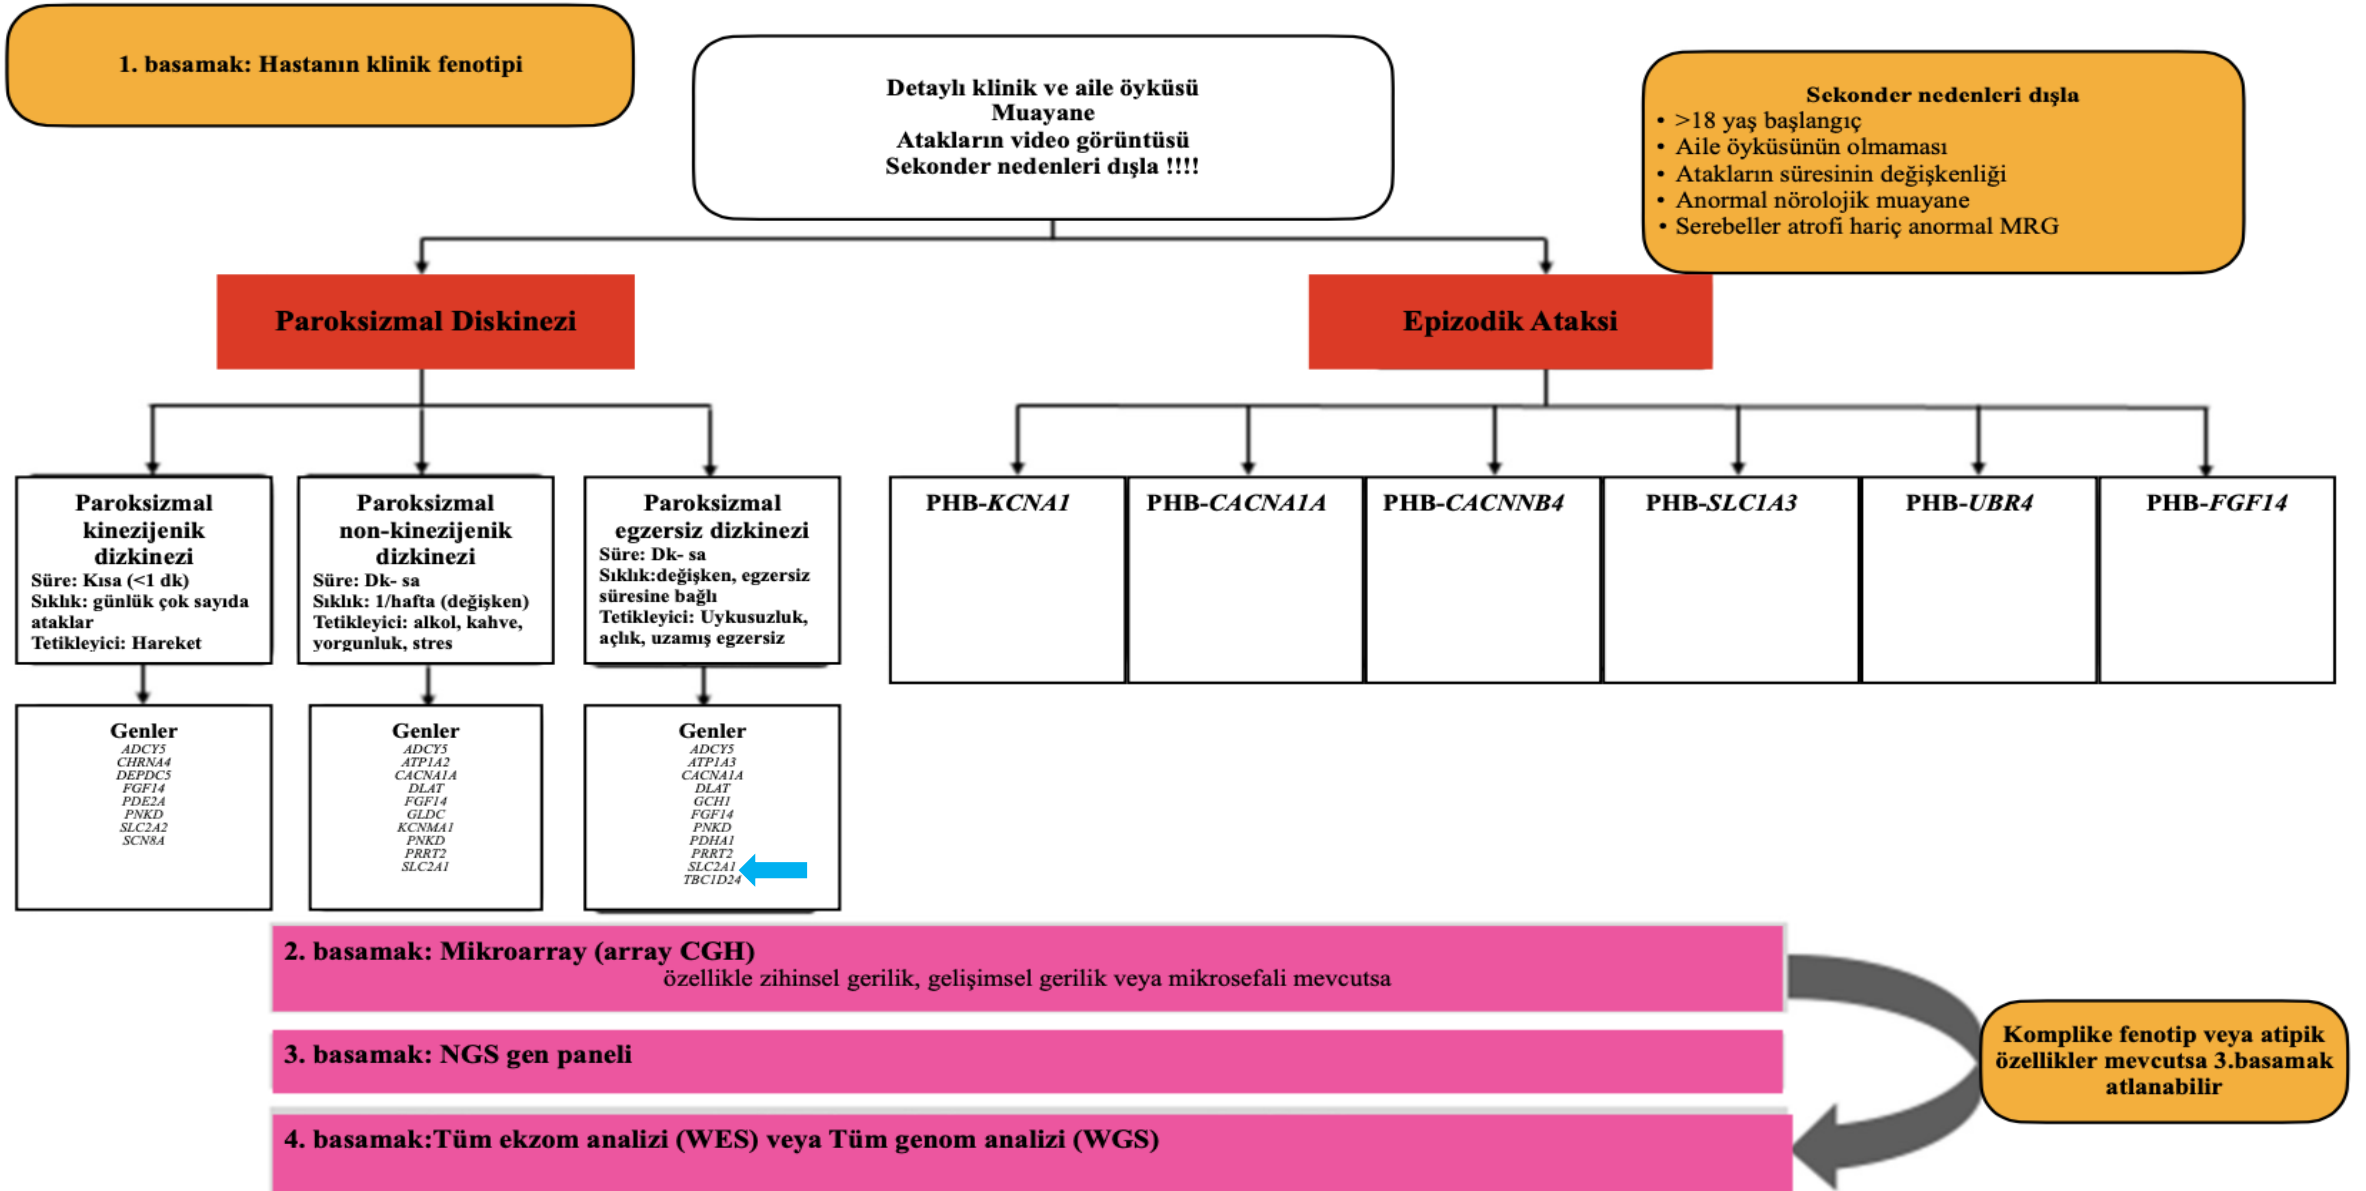 1. basamak: Hastanın klinik fenotipi
Detaylı klinik ve aile öyküsü
Muayane
Atakların video görüntüsü
Sekonder nedenleri dışla !!!!
Sekonder nedenleri dışla
• >18 yaş başlangıç
• Aile öyküsünün olmaması
• Atakların süresinin değişkenliği
• Anormal nörolojik muayane
• Serebeller atrofi hariç anormal MRG
Paroksizmal Diskinezi
Epizodik Ataksi
Paroksizmal
kinezijenik
dizkinezi
Süre: Kısa (<1 dk)
Sıklık: günlük çok sayıda
ataklar
Tetikleyici: Hareket
Paroksizmal
non-kinezijenik
dizkinezi
Süre: Dk- sa
Sıklık: 1/hafta (değişken)
Tetikleyici: alkol, kahve,
yorgunluk, stres
Paroksizmal
egzersiz dizkinezi
Süre: Dk- sa
Sıklık:değişken, egzersiz
süresine bağlı
Tetikleyici: Uykusuzluk,
açlık, uzamış egzersiz
PHB-KCNA1
PHB-CACNA1A
PHB-CACNNB4
PHB-SLC1A3
PHB-UBR4
PHB-FGF14
Genler
ADCY5
CHRNA4
DEPDC5
FGF14
PDE2A
PNKD
SLC2A2
SCN8A
Genler
ADCY5
ATP1A2
CACNA1A
DLAT
FGF14
GLDC
KCNMA1
PNKD
PRRT2
SLC2A1
Genler
ADCY5
ATP1A3
CACNA1A
DLAT
GCH1
FGF14
PNKD
PDHA1
PRRT2
SLC2A1
TBC1D24
2. basamak: Mikroarray (array CGH)
özellikle zihinsel gerilik, gelişimsel gerilik veya mikrosefali mevcutsa
3. basamak: NGS gen paneli
4. basamak:Tüm ekzom analizi (WES) veya Tüm genom analizi (WGS)
Komplike fenotip veya atipik
özellikler mevcutsa 3.basamak
atlanabilir